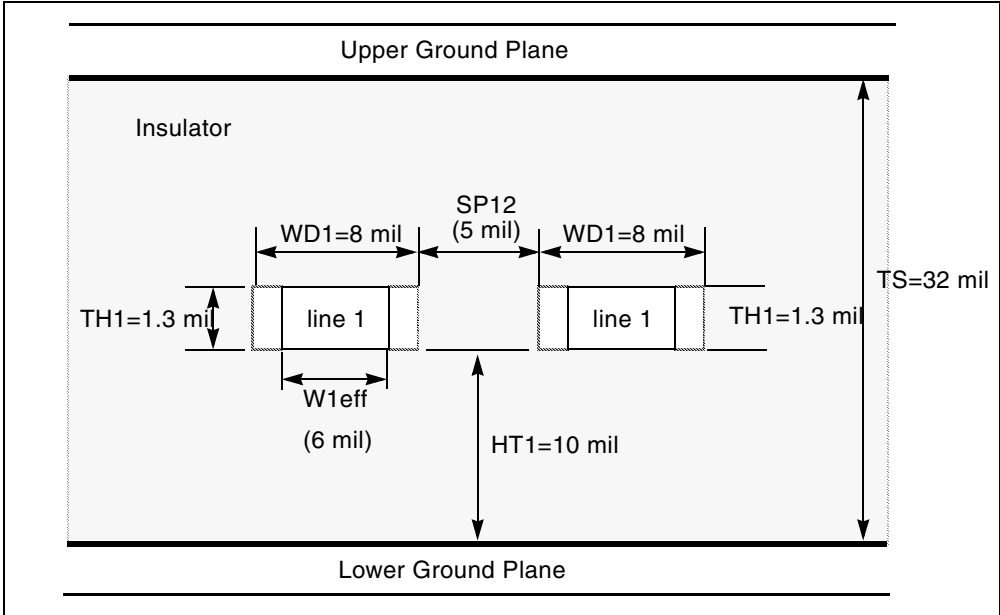 Upper Ground Plane
Insulator
SP12
(5 mil)
WD1=8 mil
WD1=8 mil
TS=32 mil
TH1=1.3 mil
line 1
line 1
TH1=1.3 mil
W1eff
(6 mil)
HT1=10 mil
Lower Ground Plane